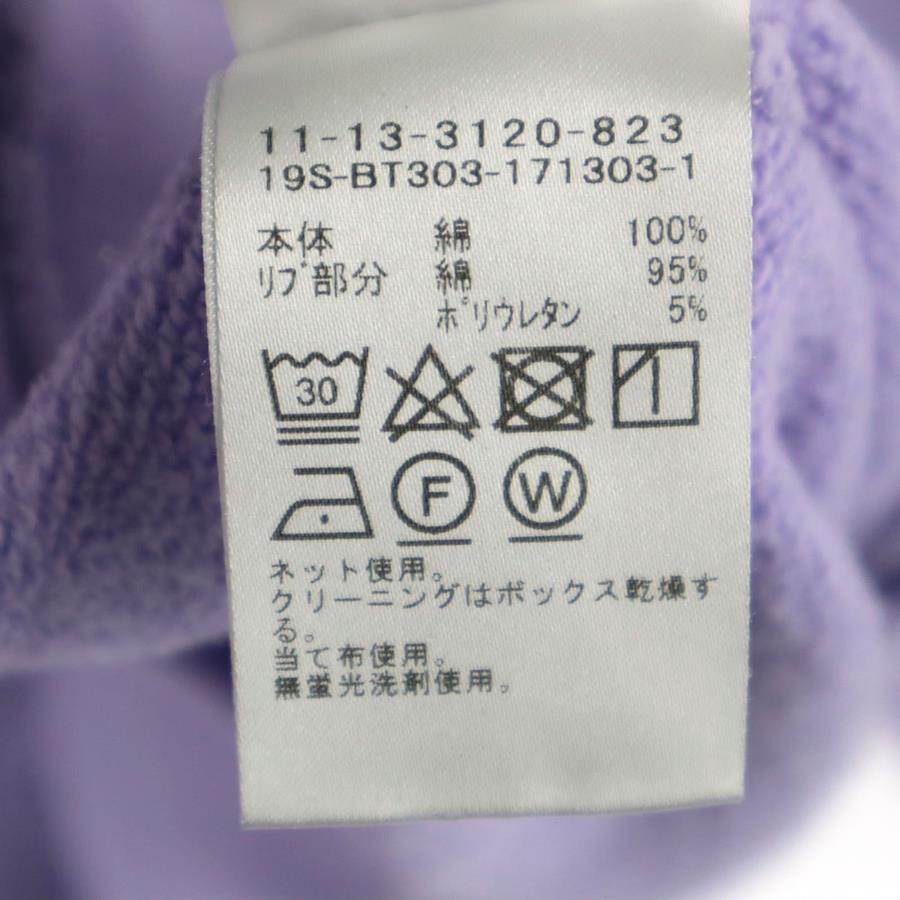 11-13-3120-823
19S-BT303-171303-1
本体 綿 100%
リブ部分 綿 95%
ポリウレタン 5%
30
F W
ネット使用。
クリーニングはボックス乾燥す
る。
当て布使用。
無蛍光洗剤使用。